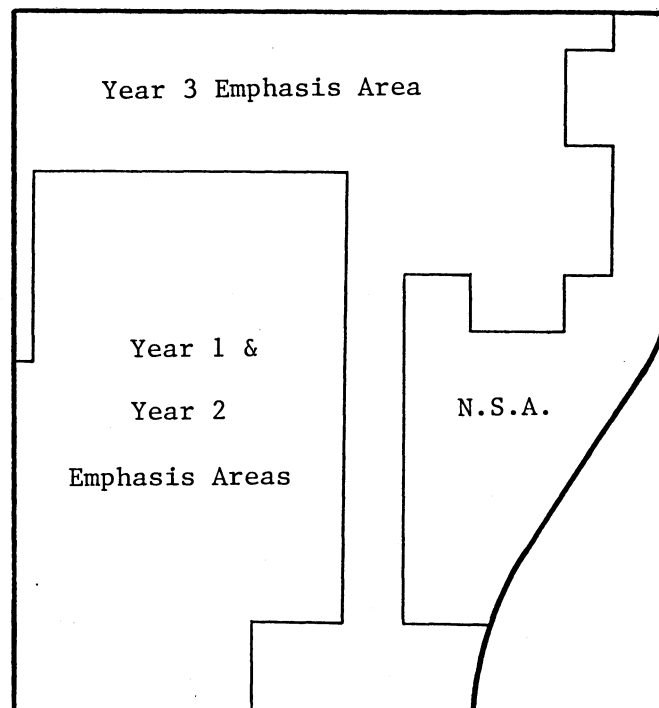 Year 3 Emphasis Area
Year 1 &
Year 2
Emphasis Areas
N.S.A.